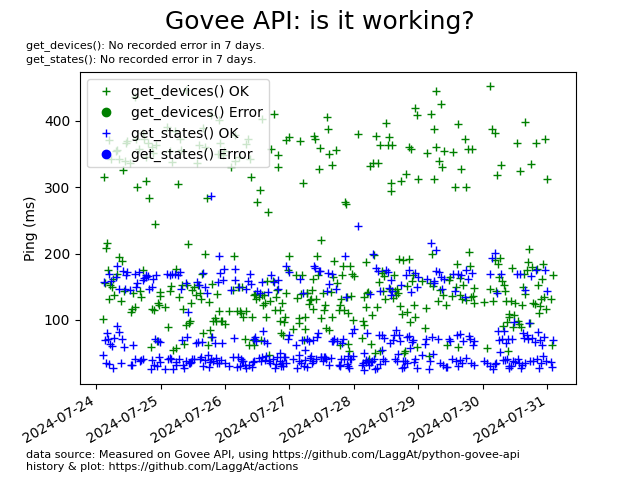 Govee API: is it working?
get_devices(): No recorded error in 7 days.
get_states(): No recorded error in 7 days.
get_devices() OK
get_devices() Error
get_states() OK
get_states() Error
Ping (ms)
400
300
200
100
2024-07-24
2024-07-25
2024-07-26
2024-07-27
2024-07-28
2024-07-29
2024-07-30
2024-07-31
data source: Measured on Govee API, using https://github.com/LaggAt/python-govee-api
history & plot: https://github.com/LaggAt/actions